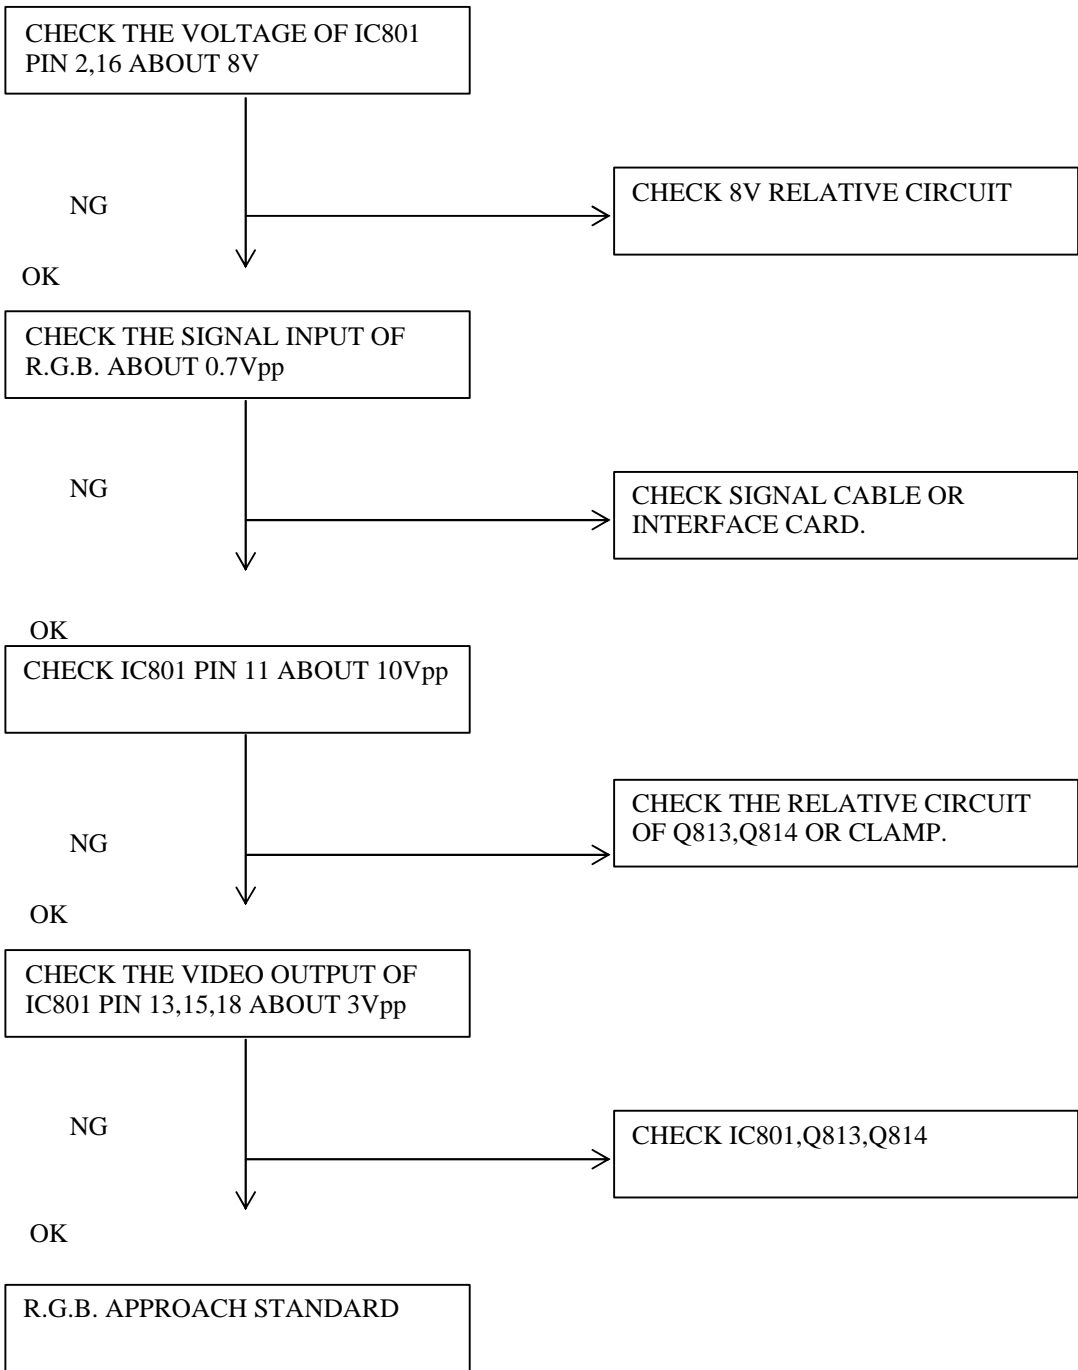 CHECK THE VOLTAGE OF IC801
PIN 2,16 ABOUT 8V
NG
CHECK 8V RELATIVE CIRCUIT
OK
CHECK THE SIGNAL INPUT OF
R.G.B. ABOUT 0.7Vpp
NG
CHECK SIGNAL CABLE OR
INTERFACE CARD.
OK
CHECK IC801 PIN 11 ABOUT 10Vpp
NG
CHECK THE RELATIVE CIRCUIT
OF Q813,Q814 OR CLAMP.
OK
CHECK THE VIDEO OUTPUT OF
IC801 PIN 13,15,18 ABOUT 3Vpp
NG
CHECK IC801,Q813,Q814
OK
R.G.B. APPROACH STANDARD